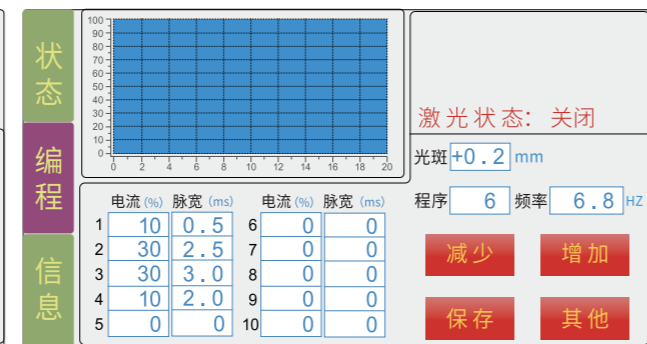 状态
编程
信息
100
90
80
70
60
50
40
30
20
10
0 2 4 6 8 10 12 14 16 18 20
激光状态: 关闭
光斑 +0.2 mm
程序 6 频率 6.8 HZ
减少 增加
保存 其他
电流(%) 脉宽(ms) 电流(%) 脉宽(ms)
1 10 0.5 6 0 0
2 30 2.5 7 0 0
3 30 3.0 8 0 0
4 10 2.0 9 0 0
5 0 0 10 0 0